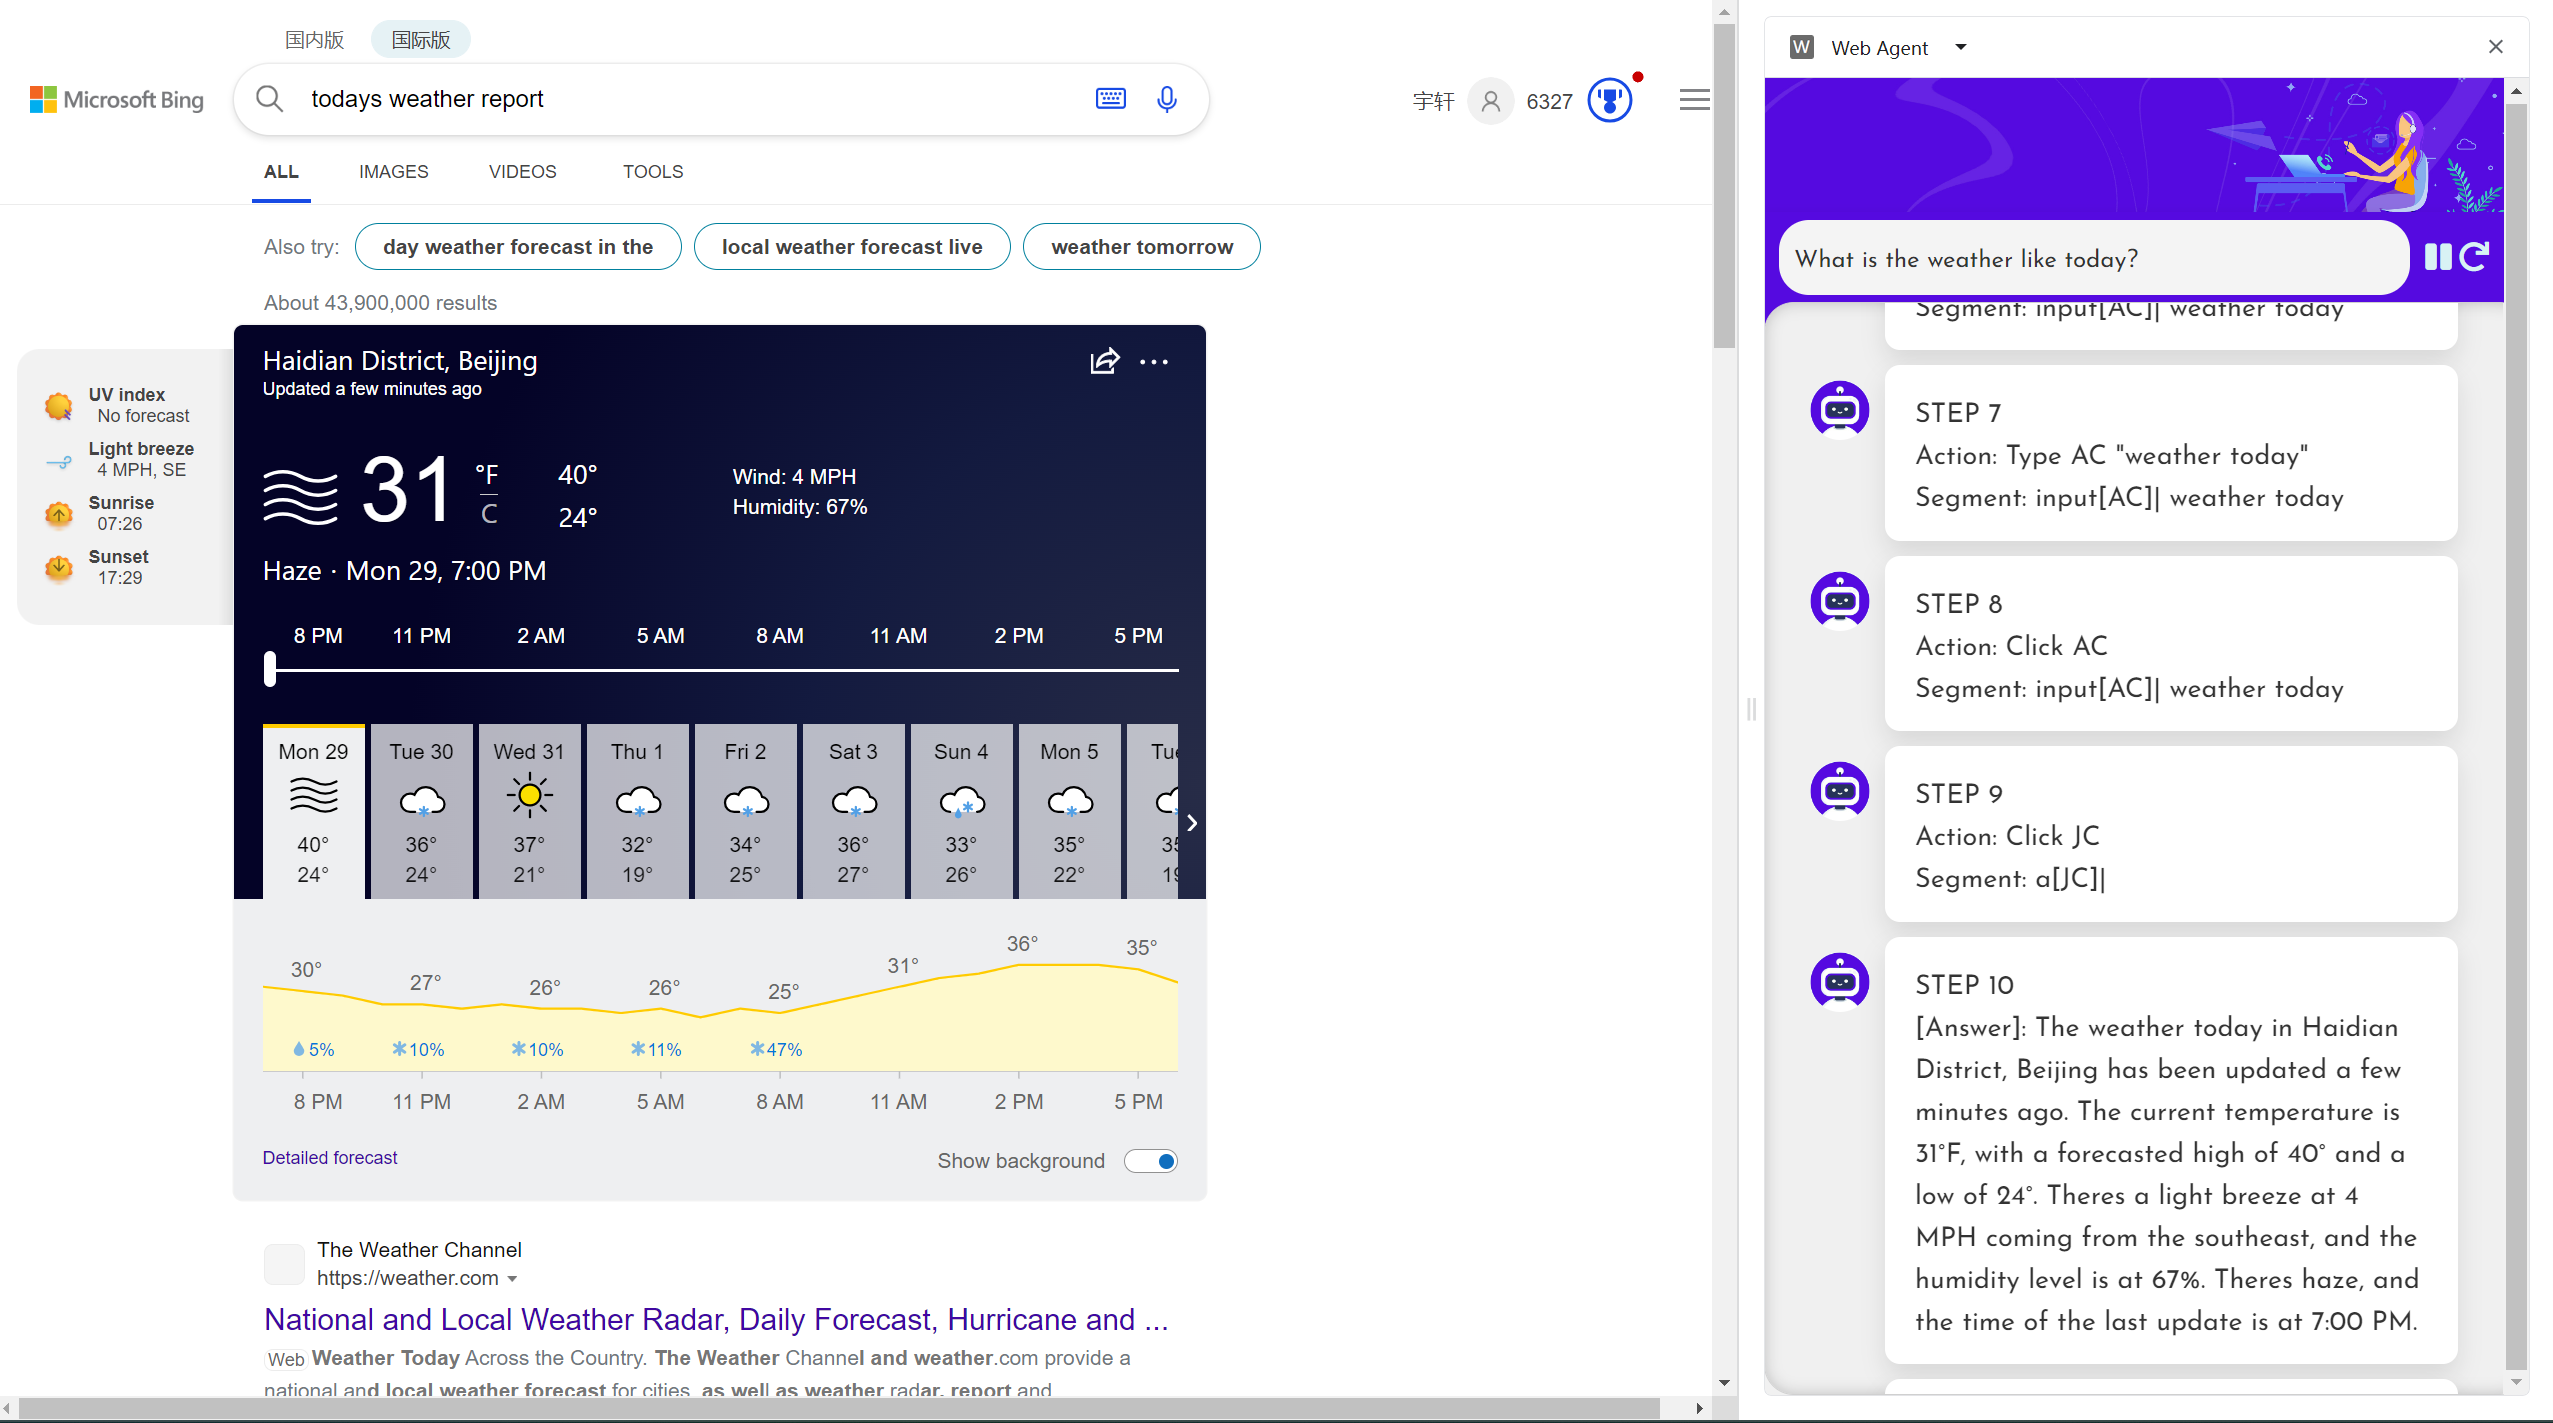 国内版
国际版
Microsoft Bing
todays weather report
宇轩
6327
ALL
IMAGES
VIDEOS
TOOLS
Also try:
day weather forecast in the
local weather forecast live
weather tomorrow
About 43,900,000 results
UV index
No forecast
Light breeze
4 MPH, SE
Sunrise
07:26
Sunset
17:29
Haidian District, Beijing
Updated a few minutes ago
31
°F
C
40°
24°
Wind: 4 MPH
Humidity: 67%
Haze · Mon 29, 7:00 PM
8 PM 11 PM 2 AM 5 AM 8 AM 11 AM 2 PM 5 PM
Mon 29 Tue 30 Wed 31 Thu 1 Fri 2 Sat 3 Sun 4 Mon 5
40° 36° 37° 32° 34° 36° 33° 35°
24° 24° 21° 19° 25° 27° 26° 22°
30° 27° 26° 26° 25° 31° 36° 35°
5% 10% 10% 11% 47%
8 PM 11 PM 2 AM 5 AM 8 AM 11 AM 2 PM 5 PM
Detailed forecast
Show background
The Weather Channel
https://weather.com
National and Local Weather Radar, Daily Forecast, Hurricane and ...
Web Weather Today Across the Country. The Weather Channel and weather.com provide a
national and local weather forecast for cities, as well as weather radar, report and
W
Web Agent
What is the weather like today?
Segment: input[AC]| weather today
STEP 7
Action: Type AC "weather today"
Segment: input[AC]| weather today
STEP 8
Action: Click AC
Segment: input[AC]| weather today
STEP 9
Action: Click JC
Segment: a[JC]|
STEP 10
[Answer]: The weather today in Haidian
District, Beijing has been updated a few
minutes ago. The current temperature is
31°F, with a forecasted high of 40° and a
low of 24°. Theres a light breeze at 4
MPH coming from the southeast, and the
humidity level is at 67%. Theres haze, and
the time of the last update is at 7:00 PM.